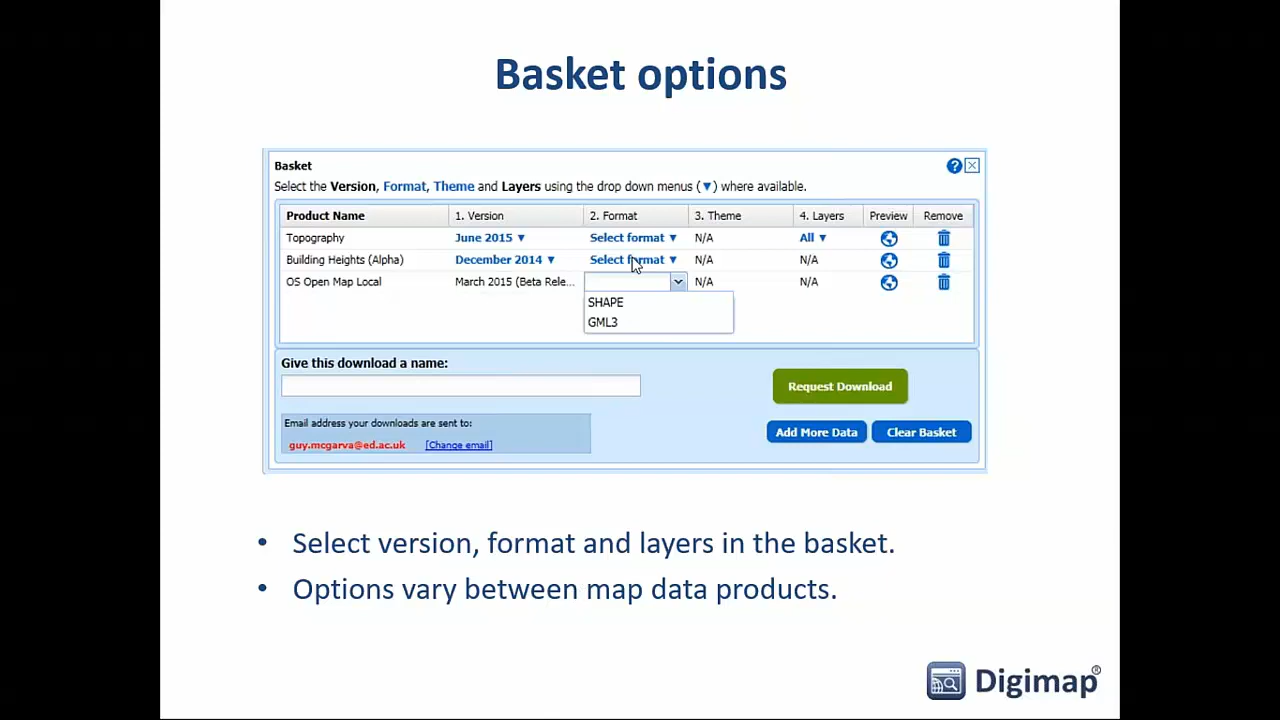 Basket options
Basket
Select the Version, Format, Theme and Layers using the drop down menus (▼) where available.
Product Name 1. Version 2. Format 3. Theme 4. Layers Preview Remove
Topography June 2015 ▼ Select format ▼ N/A All ▼
Building Heights (Alpha) December 2014 ▼ Select format ▼ N/A N/A
OS Open Map Local March 2015 (Beta Rele... N/A N/A
SHAPE
GML3
Give this download a name:
Request Download
Email address your downloads are sent to:
guy.mcgarva@ed.ac.uk [Change email]
Add More Data Clear Basket
• Select version, format and layers in the basket.
• Options vary between map data products.
Digimap®